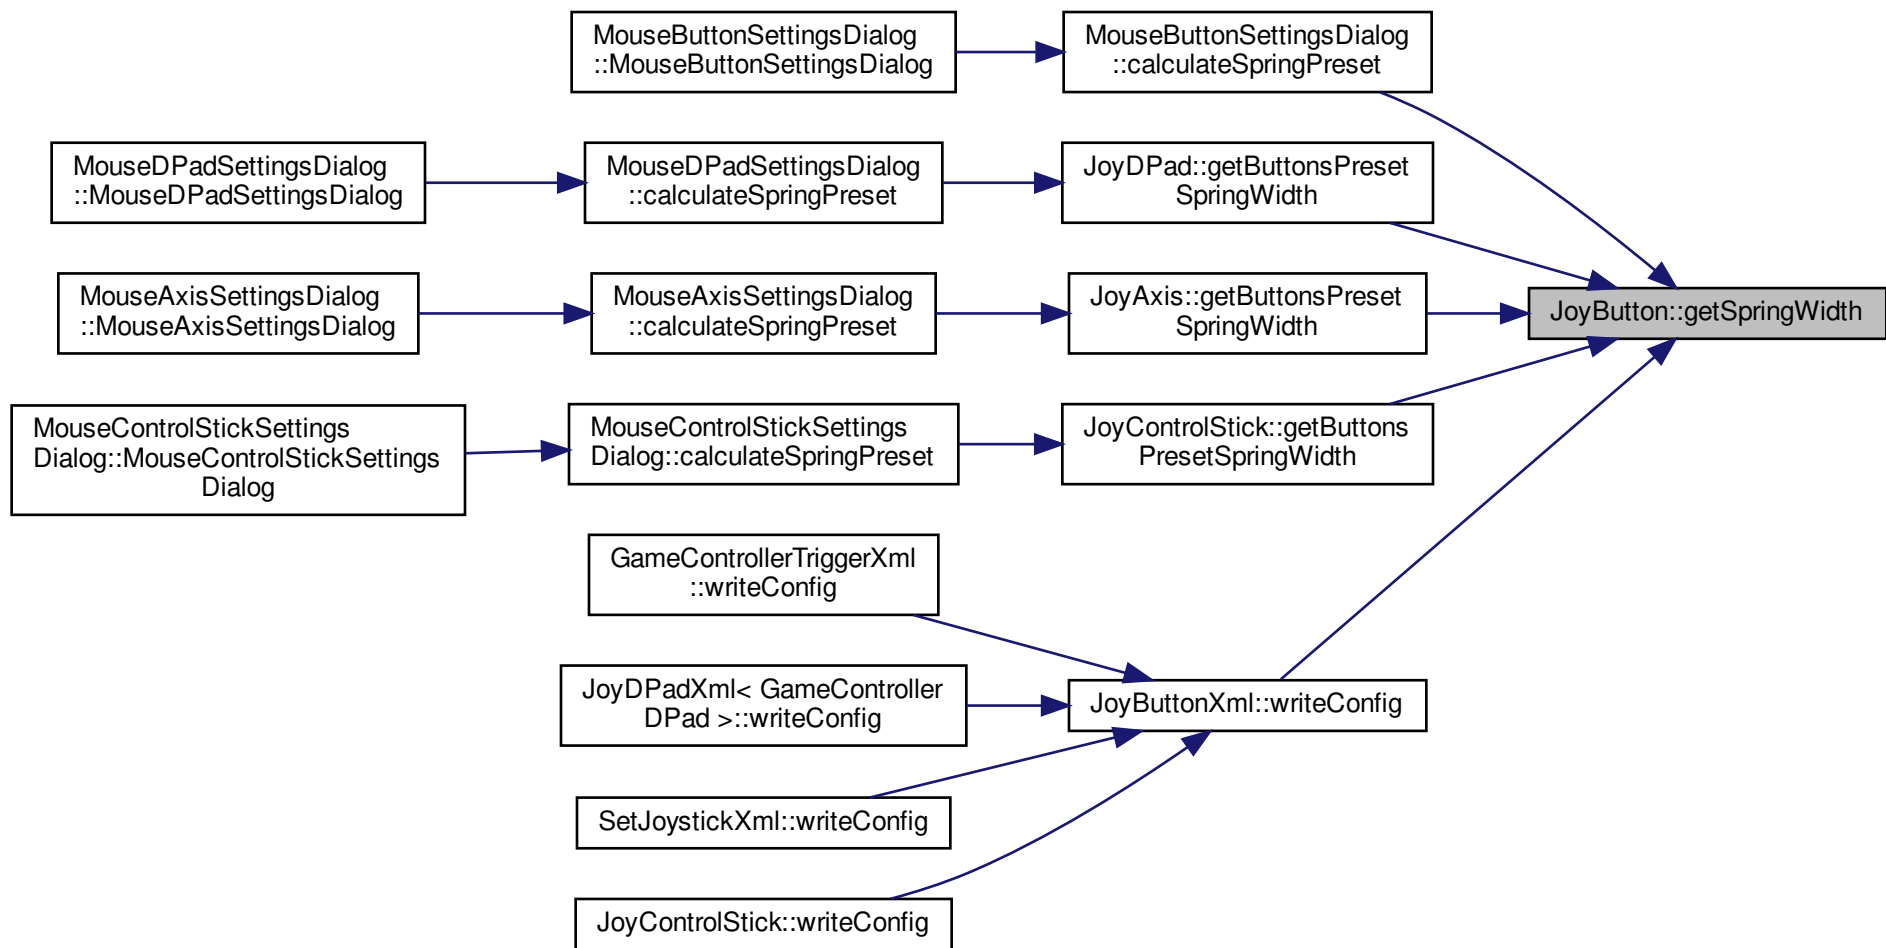 MouseButtonSettingsDialog
::MouseButtonSettingsDialog
MouseButtonSettingsDialog
::calculateSpringPreset
MouseDPadSettingsDialog
::MouseDPadSettingsDialog
MouseDPadSettingsDialog
::calculateSpringPreset
JoyDPad::getButtonsPreset
SpringWidth
MouseAxisSettingsDialog
::MouseAxisSettingsDialog
MouseAxisSettingsDialog
::calculateSpringPreset
JoyAxis::getButtonsPreset
SpringWidth
JoyButton::getSpringWidth
MouseControlStickSettings
Dialog::MouseControlStickSettings
Dialog
MouseControlStickSettings
Dialog::calculateSpringPreset
JoyControlStick::getButtons
PresetSpringWidth
GameControllerTriggerXml
::writeConfig
JoyDPadXml< GameController
DPad >::writeConfig
JoyButtonXml::writeConfig
SetJoystickXml::writeConfig
JoyControlStick::writeConfig